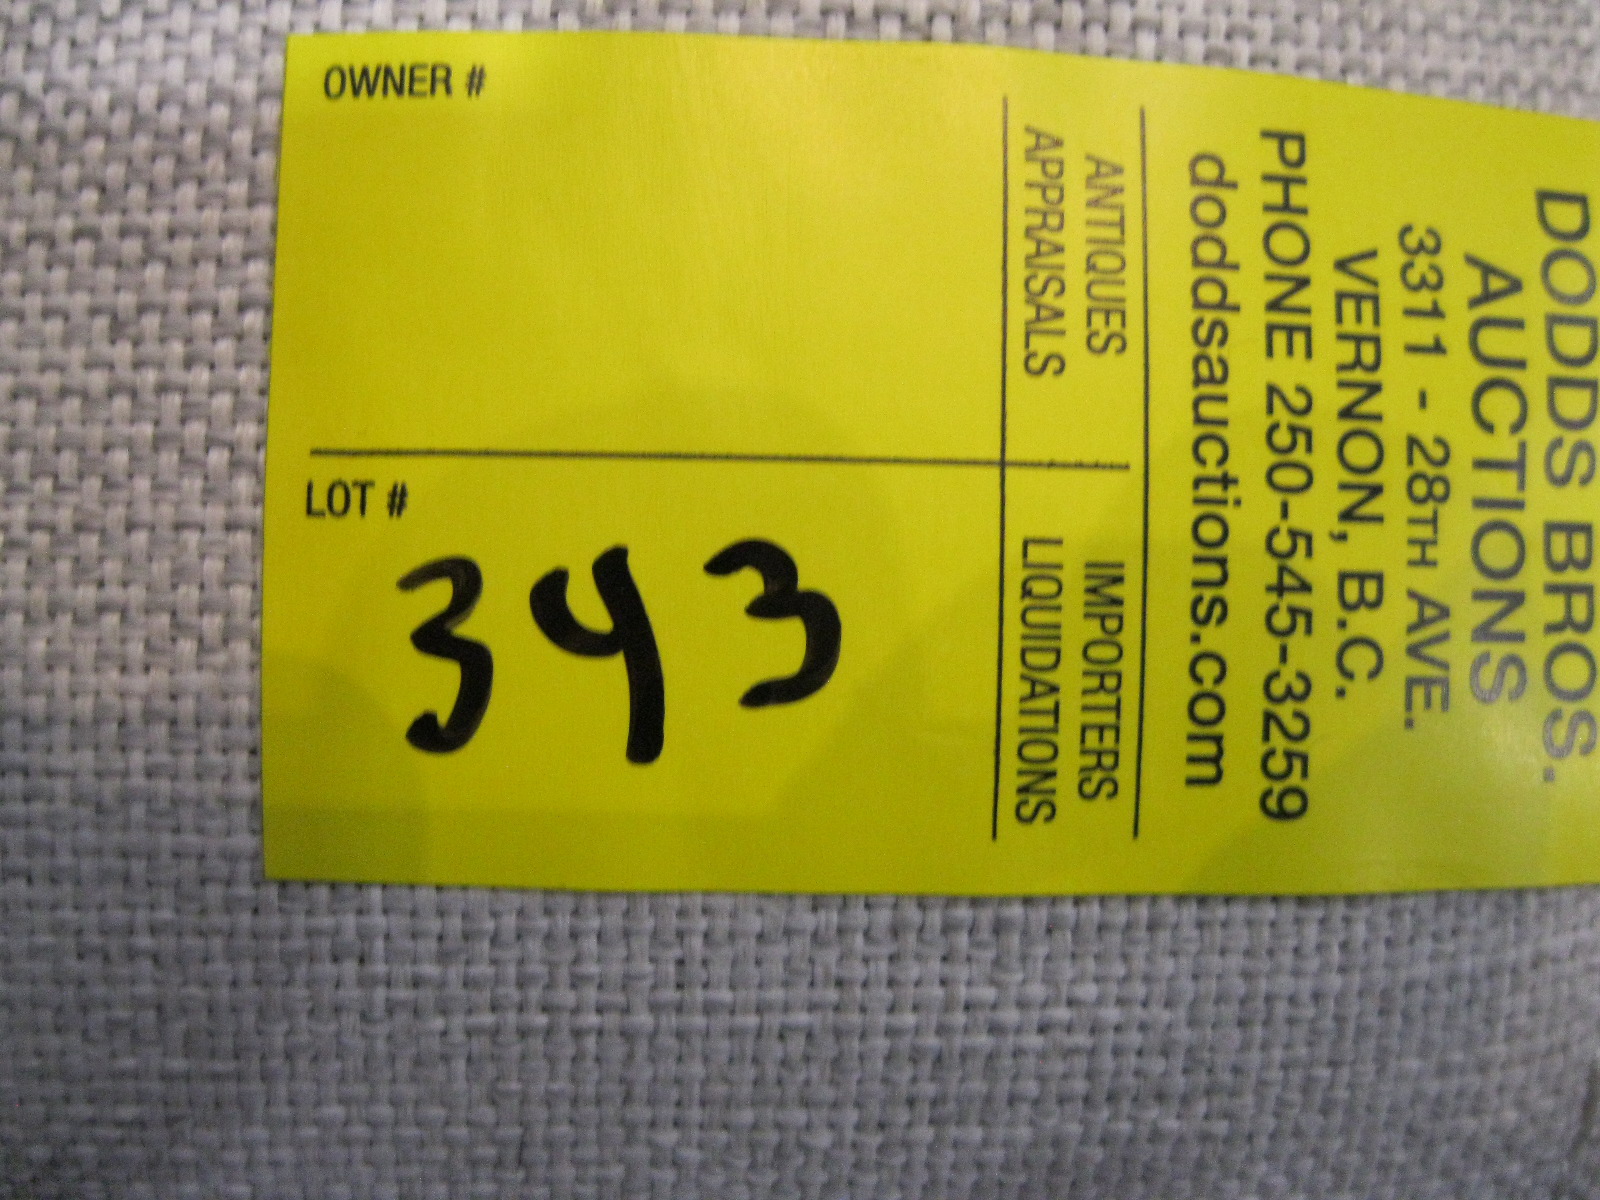 DODDS BROS.
AUCTIONS
3311 - 28TH AVE.
VERNON, B.C.
PHONE 250-545-3259
doddsauctions.com
ANTIQUES IMPORTERS
APPRAISALS LIQUIDATIONS
OWNER #
LOT #
343